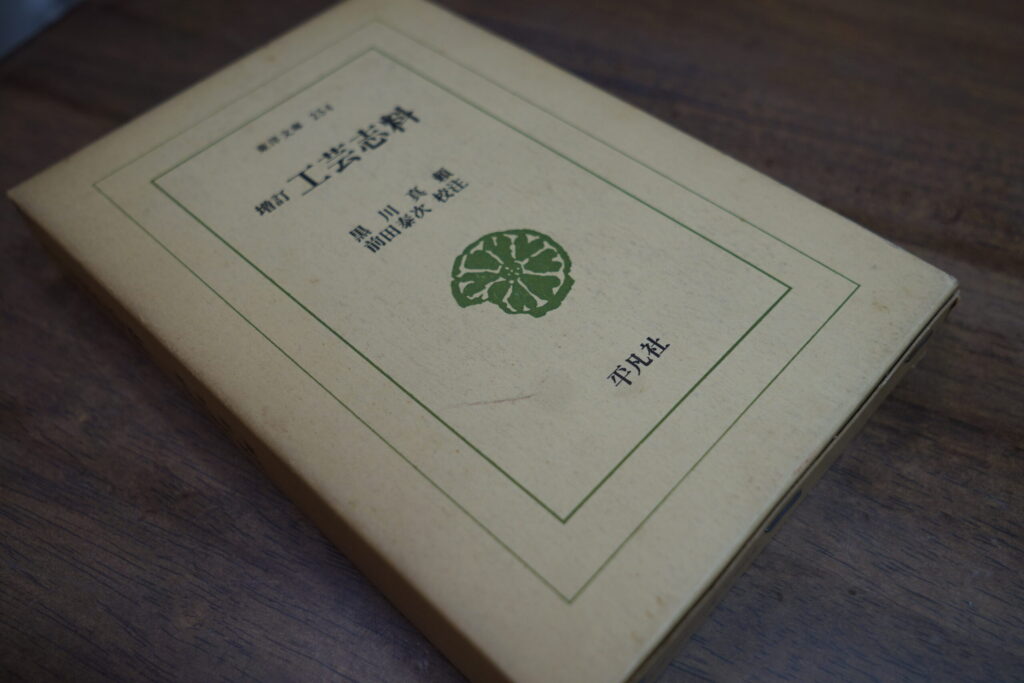 東洋文庫 254
増訂 工芸志料
黒川真頼
前田泰次 校注
平凡社